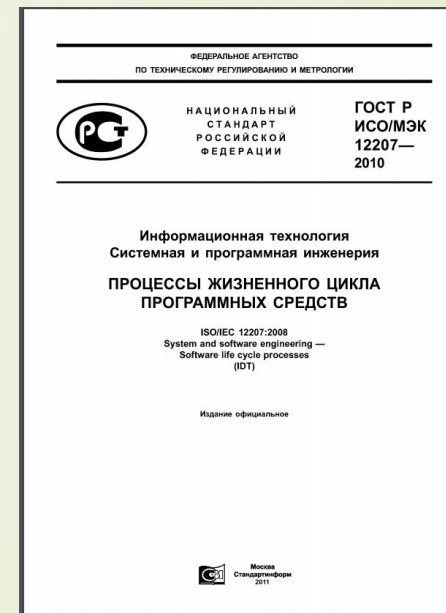 ФЕДЕРАЛЬНОЕ АГЕНТСТВО
ПО ТЕХНИЧЕСКОМУ РЕГУЛИРОВАНИЮ И МЕТРОЛОГИИ
РСТ
НАЦИОНАЛЬНЫЙ
СТАНДАРТ
РОССИЙСКОЙ
ФЕДЕРАЦИИ
ГОСТ Р
ИСО/МЭК
12207—
2010
Информационная технология
Системная и программная инженерия
ПРОЦЕССЫ ЖИЗНЕННОГО ЦИКЛА
ПРОГРАММНЫХ СРЕДСТВ
ISO/IEC 12207:2008
System and software engineering —
Software life cycle processes
(IDT)
Издание официальное
Москва
Стандартинформ
2011